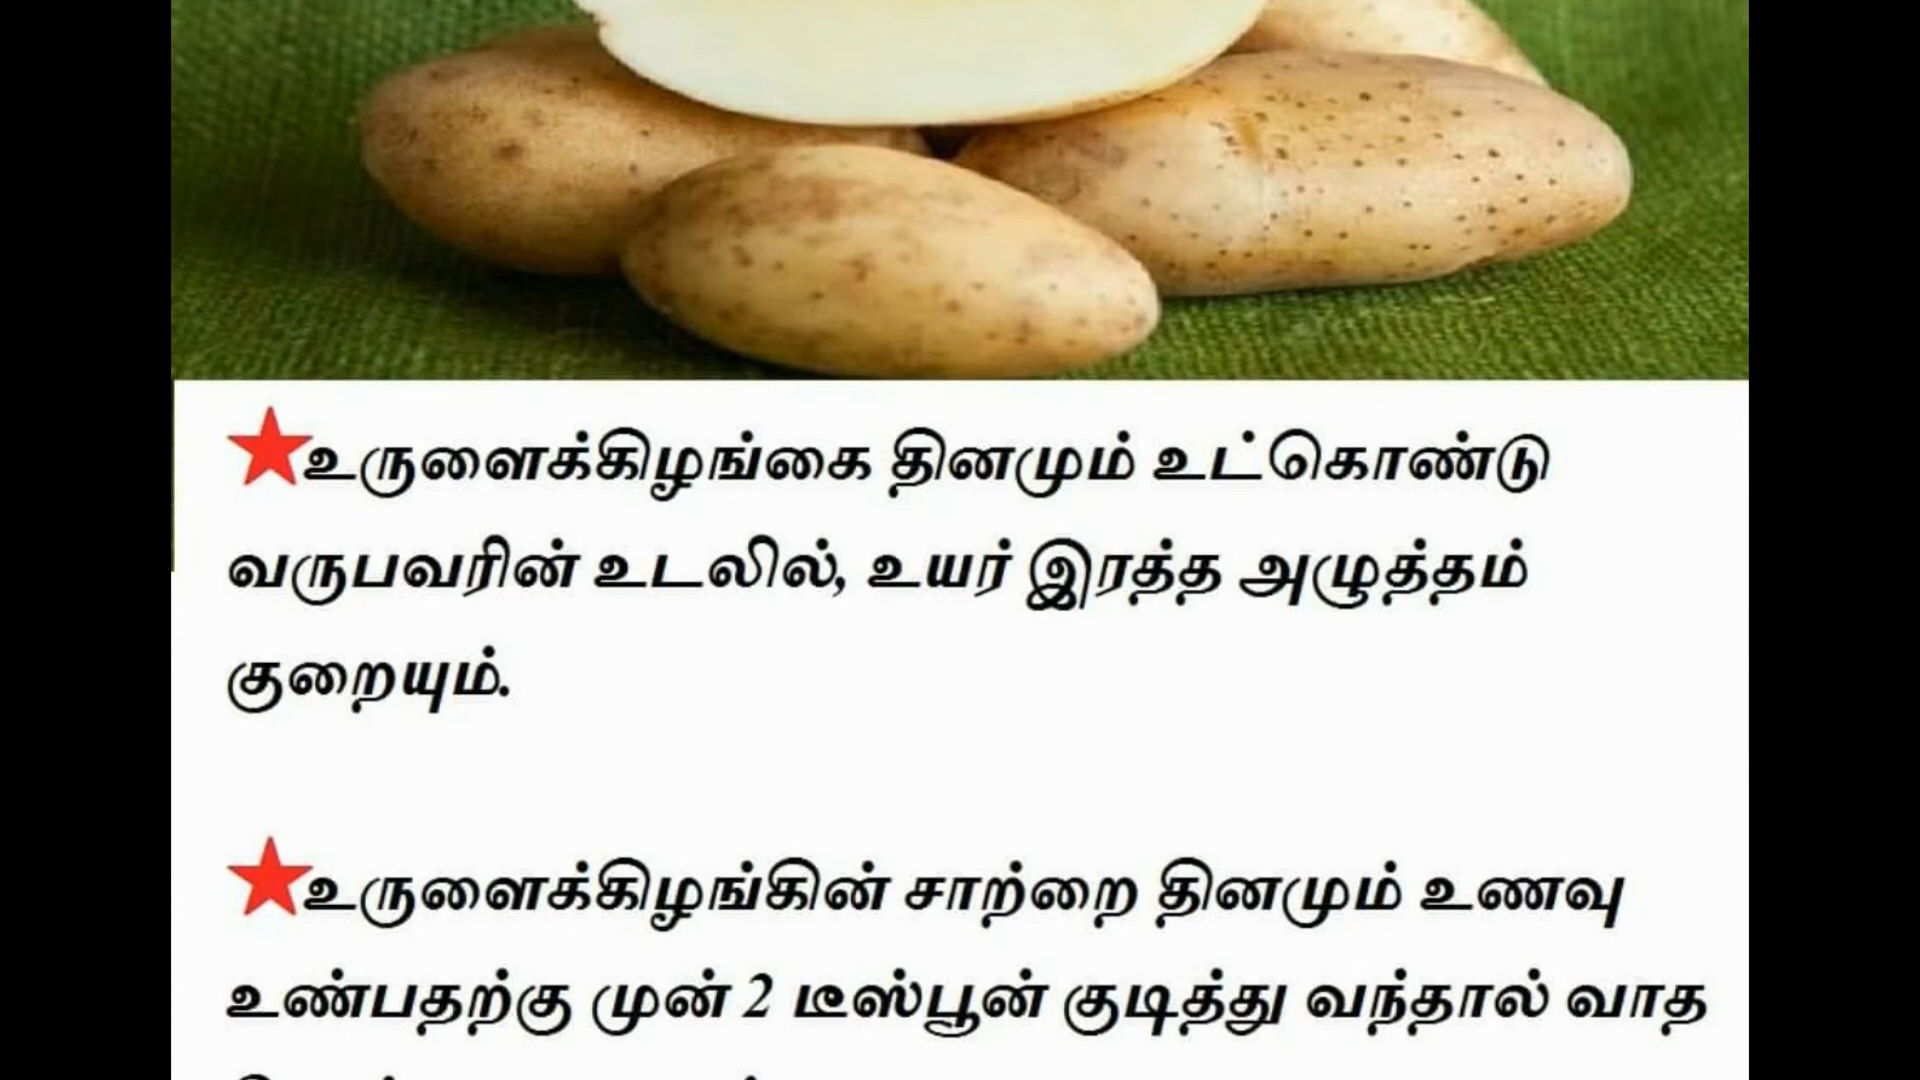 உருளைக்கிழங்கை தினமும் உட்கொண்டு
வருபவரின் உடலில், உயர் இரத்த அழுத்தம்
குறையும்.
உருளைக்கிழங்கின் சாற்றை தினமும் உணவு
உண்பதற்கு முன் 2 டீஸ்பூன் குடித்து வந்தால் வாத